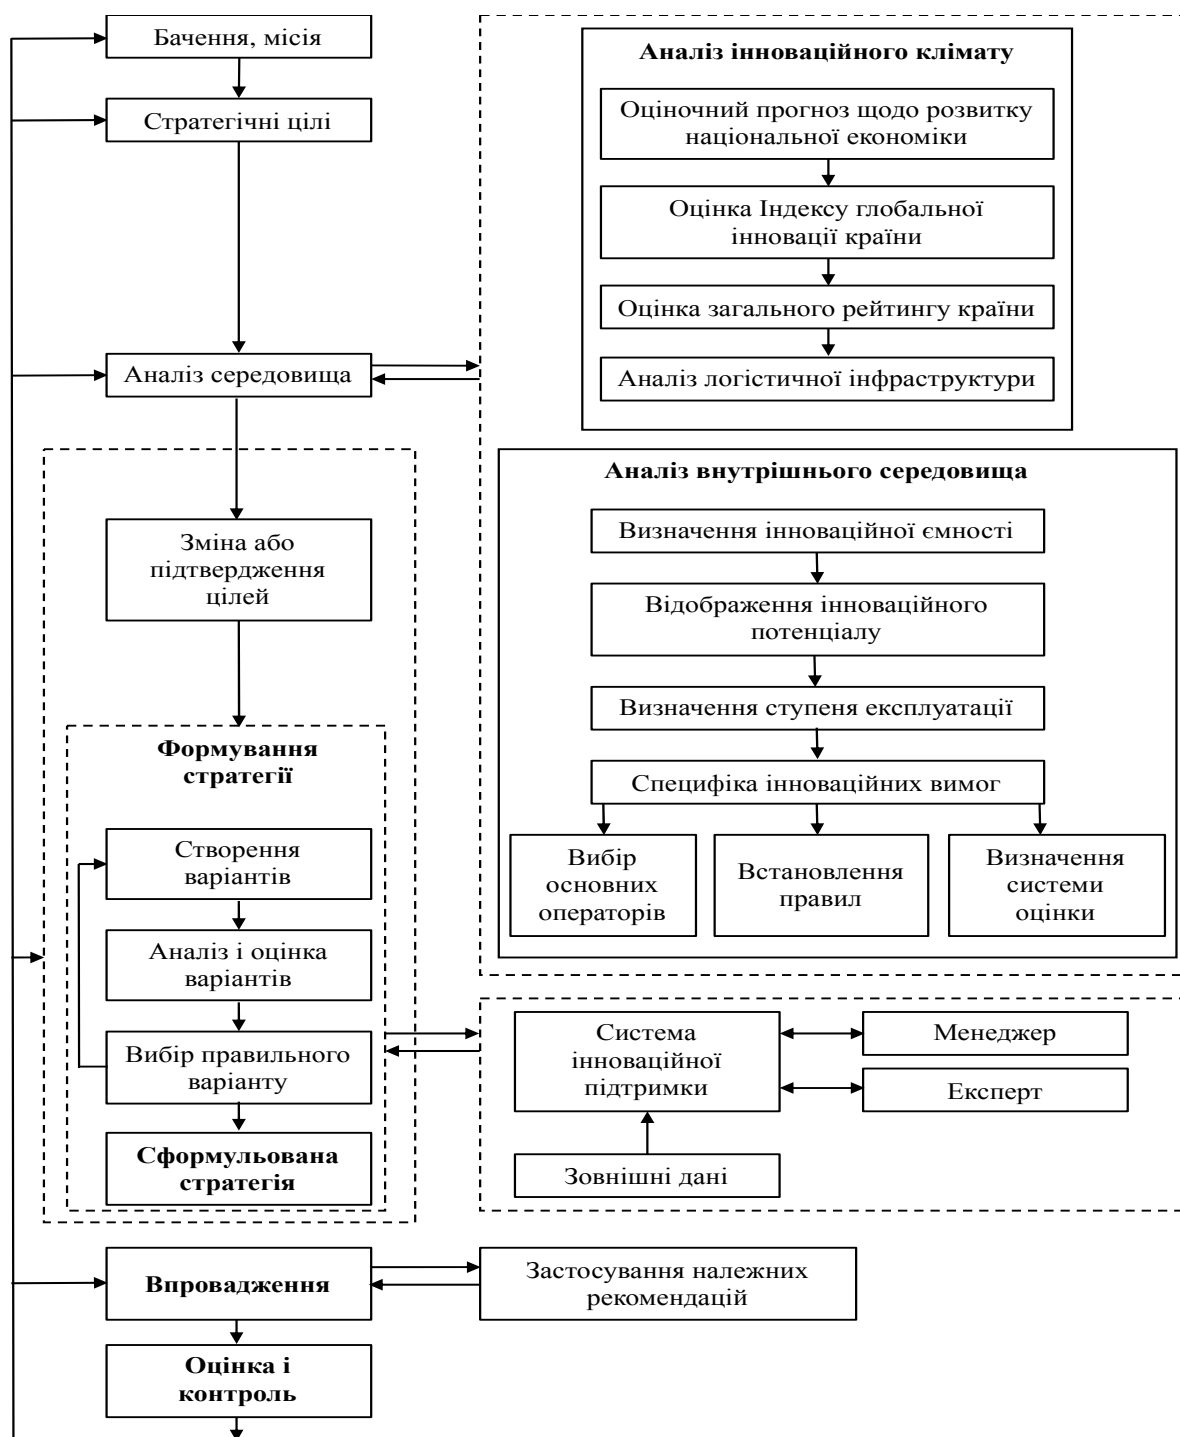 Бачення, місія
Стратегічні цілі
Аналіз середовища
Зміна або
підтвердження
цілей
Формування
стратегії
Створення
варіантів
Аналіз і оцінка
варіантів
Вибір правильного
варіанту
Сформульована
стратегія
Впровадження
Оцінка і
контроль
Аналіз інноваційного клімату
Оціночний прогноз щодо розвитку
національної економіки
Оцінка Індексу глобальної
інновації країни
Оцінка загального рейтингу країни
Аналіз логістичної інфраструктури
Аналіз внутрішнього середовища
Визначення інноваційної ємності
Відображення інноваційного
потенціалу
Визначення ступеня експлуатації
Специфіка інноваційних вимог
Вибір
основних
операторів
Встановлення
правил
Визначення
системи
оцінки
Система
інноваційної
підтримки
Менеджер
Експерт
Зовнішні дані
Застосування належних
рекомендацій